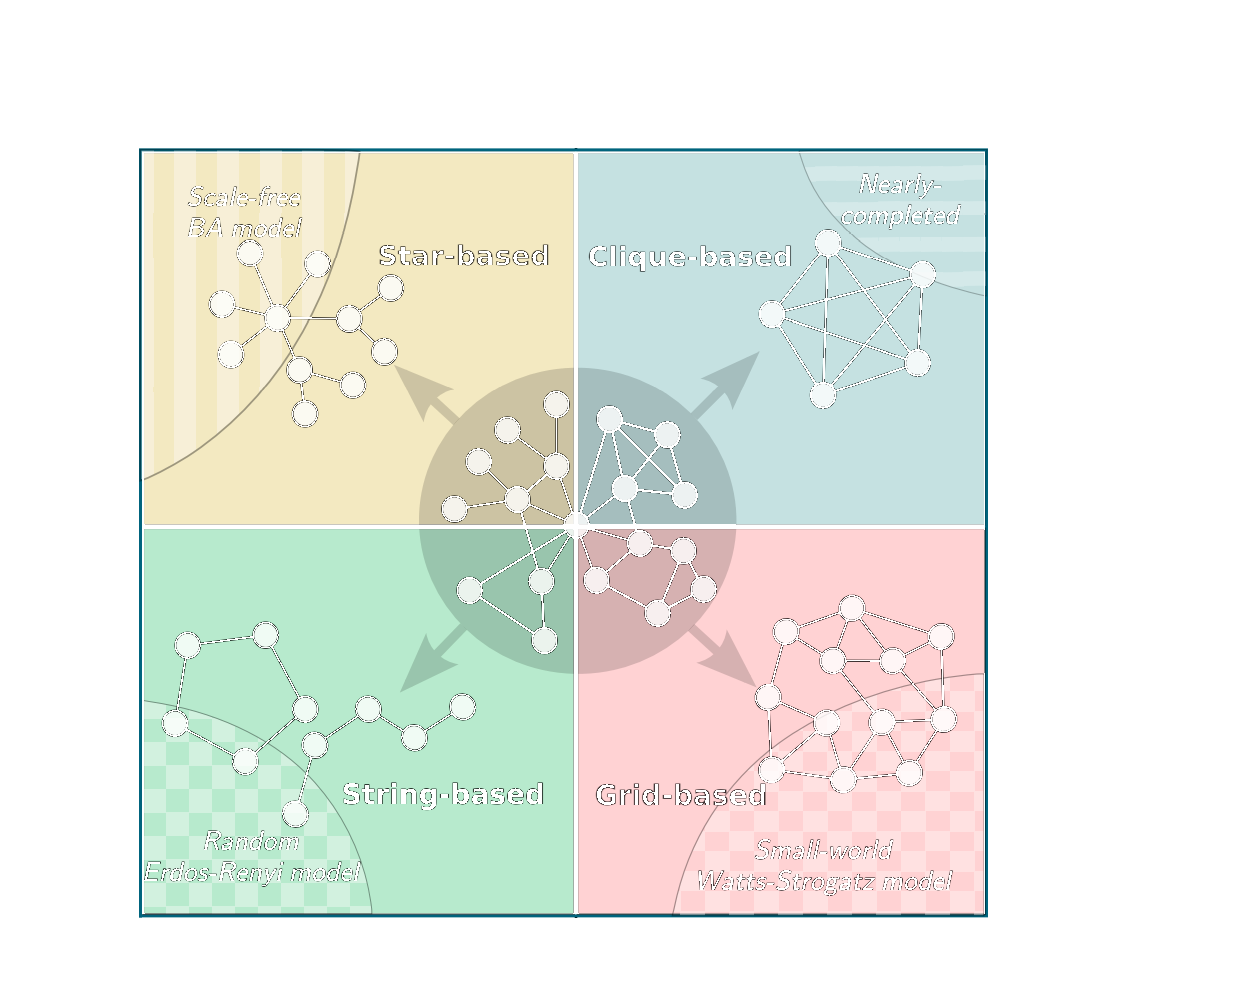 Scale-free
BA model
Star-based
Clique-based
Nearly-
completed
String-based
Grid-based
Random
Erdos-Renyi model
Small-world
Watts-Strogatz model